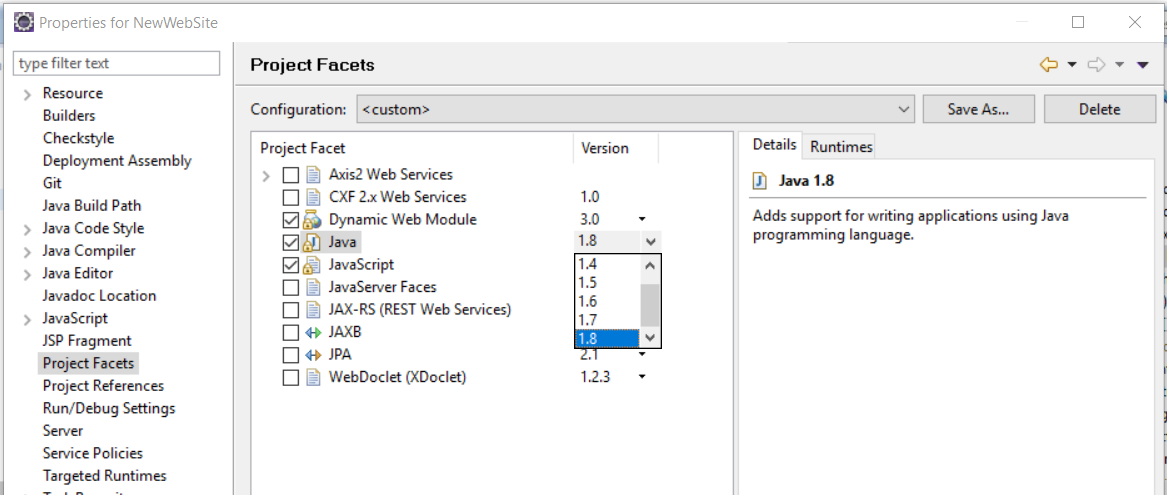 Properties for NewWebSite
type filter text
Resource
Builders
Checkstyle
Deployment Assembly
Git
Java Build Path
Java Code Style
Java Compiler
Java Editor
Javadoc Location
JavaScript
JSP Fragment
Project Facets
Project References
Run/Debug Settings
Server
Service Policies
Targeted Runtimes
Project Facets
Configuration: <custom> Save As... Delete
Project Facet Version
Axis2 Web Services
CXF 2.x Web Services 1.0
Dynamic Web Module 3.0
Java 1.8
JavaScript
JavaServer Faces
JAX-RS (REST Web Services)
JAXB
JPA 2.1
WebDoclet (XDoclet) 1.2.3
1.4
1.5
1.6
1.7
1.8
Details Runtimes
Java 1.8
Adds support for writing applications using Java
programming language.